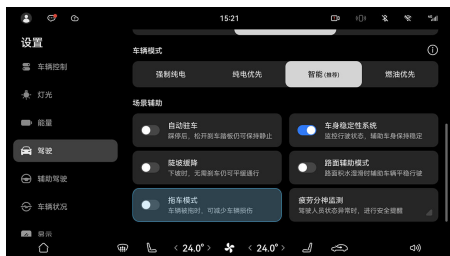 15:21
设置
车辆控制
灯光
能量
驾驶
辅助驾驶
车辆状况
显示
车辆模式
强制纯电
纯电优先
智能(推荐)
燃油优先
场景辅助
自动驻车
踩停后，松开刹车踏板仍可保持静止
车身稳定性系统
监控行驶状态，辅助车身保持稳定
陡坡缓降
下坡时，无需刹车仍可平缓通行
路面辅助模式
路面积水湿滑时辅助车辆平稳行驶
拖车模式
车辆被拖时，可减少车辆损伤
疲劳分神监测
驾驶人员状态异常时，进行安全提醒
24.0°
24.0°